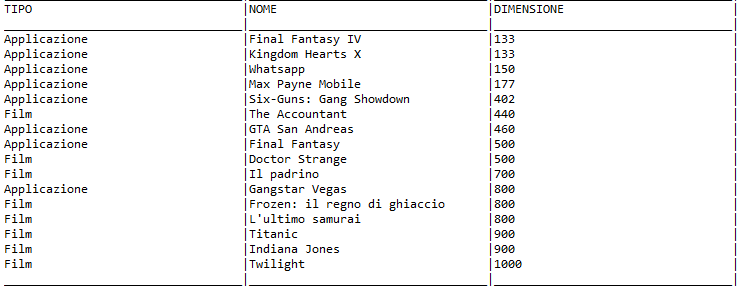 TIPO NOME DIMENSIONE
Applicazione Final Fantasy IV 133
Applicazione Kingdom Hearts X 133
Applicazione Whatsapp 150
Applicazione Max Payne Mobile 177
Applicazione Six-Guns: Gang Showdown 402
Film The Accountant 440
Applicazione GTA San Andreas 460
Applicazione Final Fantasy 500
Film Doctor Strange 500
Film Il padrino 700
Applicazione Gangstar Vegas 800
Film Frozen: il regno di ghiaccio 800
Film L'ultimo samurai 800
Film Titanic 900
Film Indiana Jones 900
Film Twilight 1000